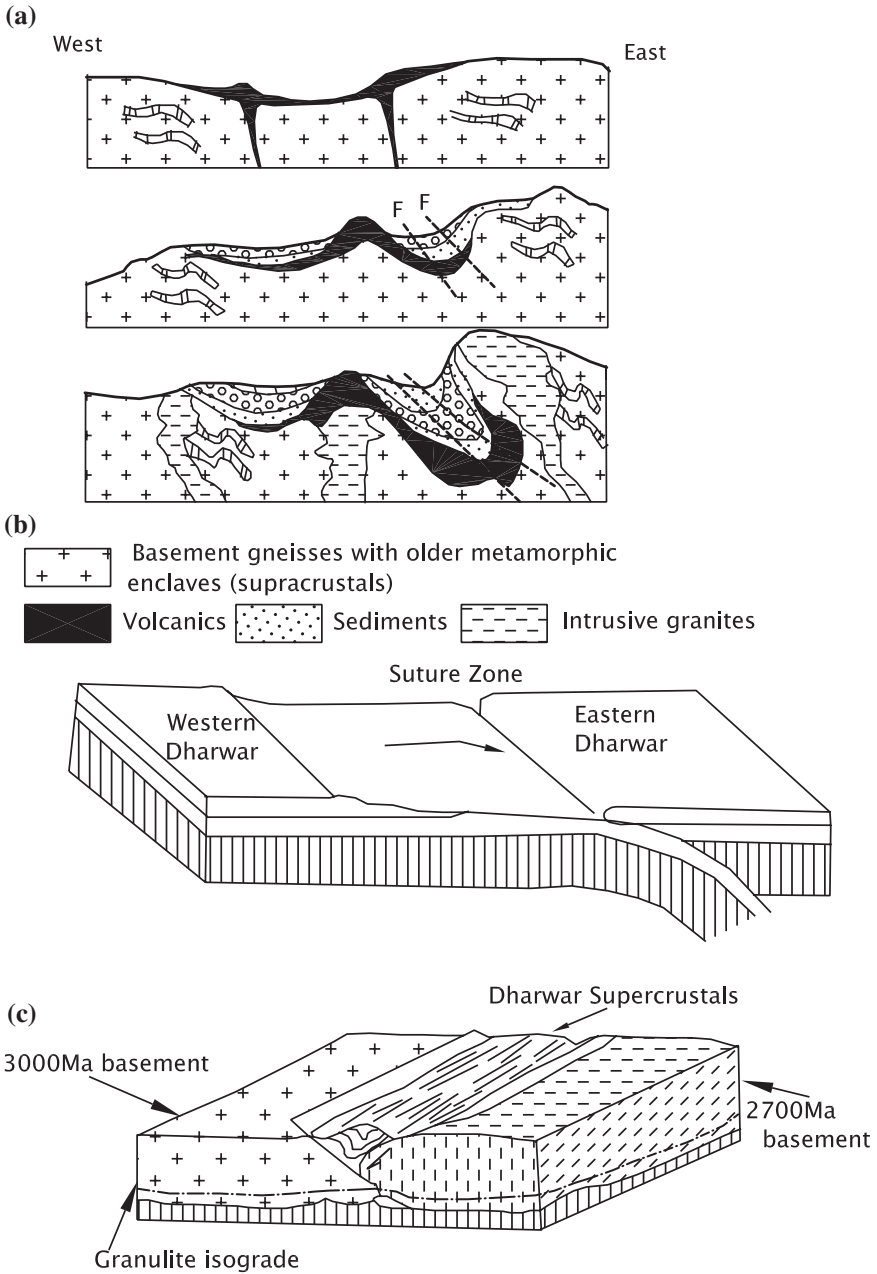 (a)
West
East
F F
(b)
Basement gneisses with older metamorphic
enclaves (supracrustals)
Volcanics
Sediments
Intrusive granites
Suture Zone
Western
Dharwar
Eastern
Dharwar
(c)
Dharwar Supercrustals
3000Ma basement
2700Ma
basement
Granulite isograde